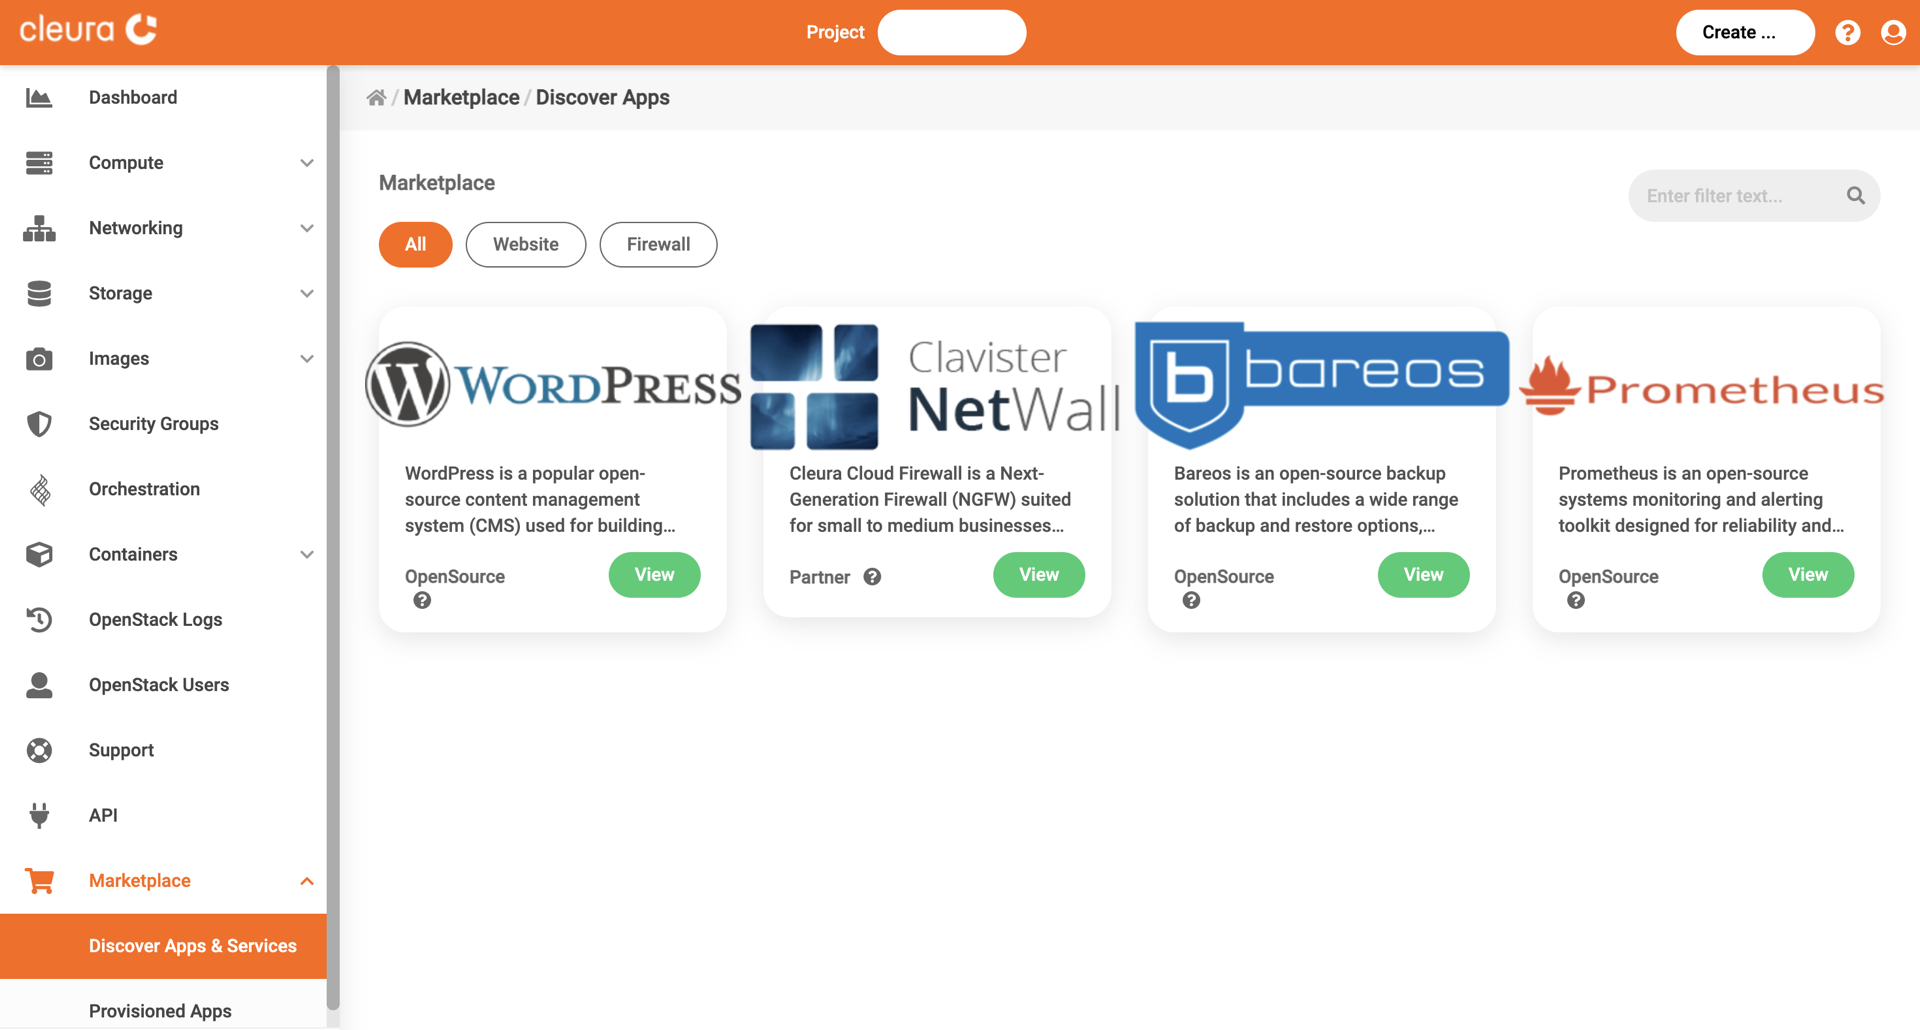 cleura
Project
Create ...
Dashboard
Compute
Networking
Storage
Images
Security Groups
Orchestration
Containers
OpenStack Logs
OpenStack Users
Support
API
Marketplace
Discover Apps & Services
Provisioned Apps
/ Marketplace / Discover Apps
Marketplace
Enter filter text...
All
Website
Firewall
WORDPRESS
WordPress is a popular open-
source content management
system (CMS) used for building...
OpenSource
View
Clavister
NetWall
Cleura Cloud Firewall is a Next-
Generation Firewall (NGFW) suited
for small to medium businesses...
Partner
View
bareos
Bareos is an open-source backup
solution that includes a wide range
of backup and restore options,...
OpenSource
View
Prometheus
Prometheus is an open-source
systems monitoring and alerting
toolkit designed for reliability and...
OpenSource
View